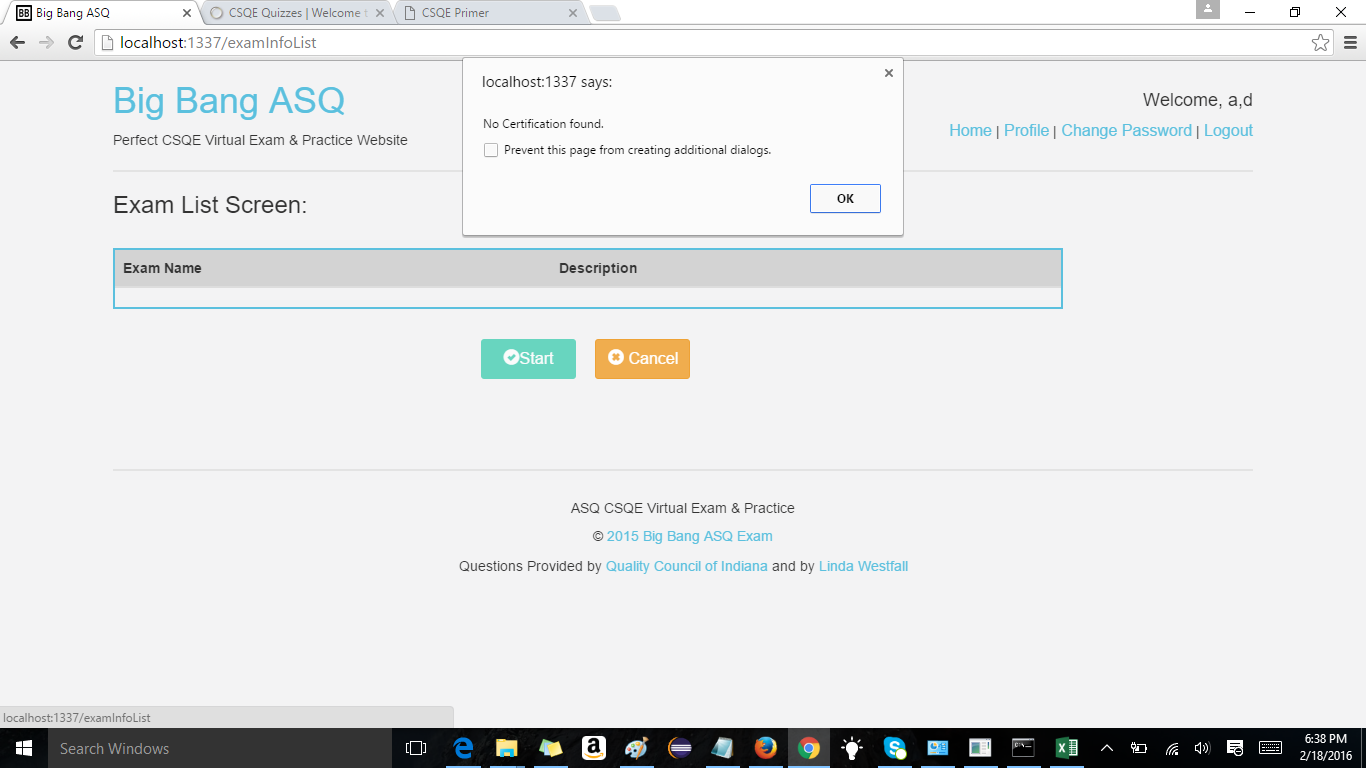 Big Bang ASQ
CSQE Quizzes | Welcome t
CSQE Primer
localhost:1337/examInfoList
localhost:1337 says:
No Certification found.
Prevent this page from creating additional dialogs.
OK
Big Bang ASQ
Perfect CSQE Virtual Exam & Practice Website
Welcome, a,d
Home | Profile | Change Password | Logout
Exam List Screen:
Exam Name Description
Start Cancel
ASQ CSQE Virtual Exam & Practice
© 2015 Big Bang ASQ Exam
Questions Provided by Quality Council of Indiana and by Linda Westfall
localhost:1337/examInfoList
Search Windows
6:38 PM
2/18/2016